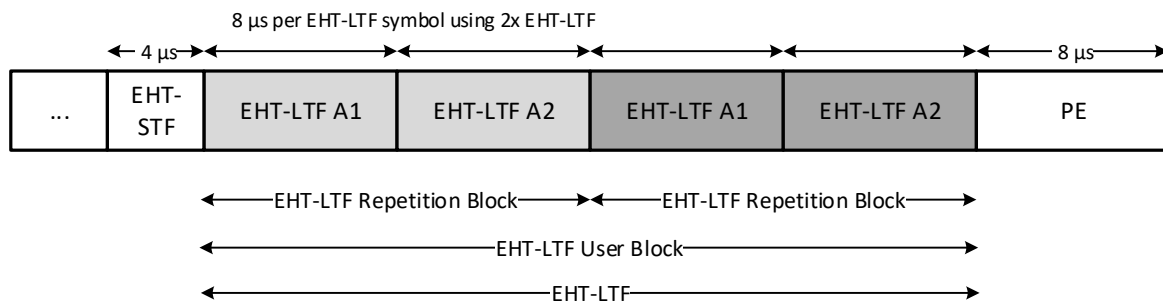 8 µs per EHT-LTF symbol using 2x EHT-LTF
4 µs
8 µs
...
EHT-
STF
EHT-LTF A1
EHT-LTF A2
EHT-LTF A1
EHT-LTF A2
PE
EHT-LTF Repetition Block
EHT-LTF Repetition Block
EHT-LTF User Block
EHT-LTF